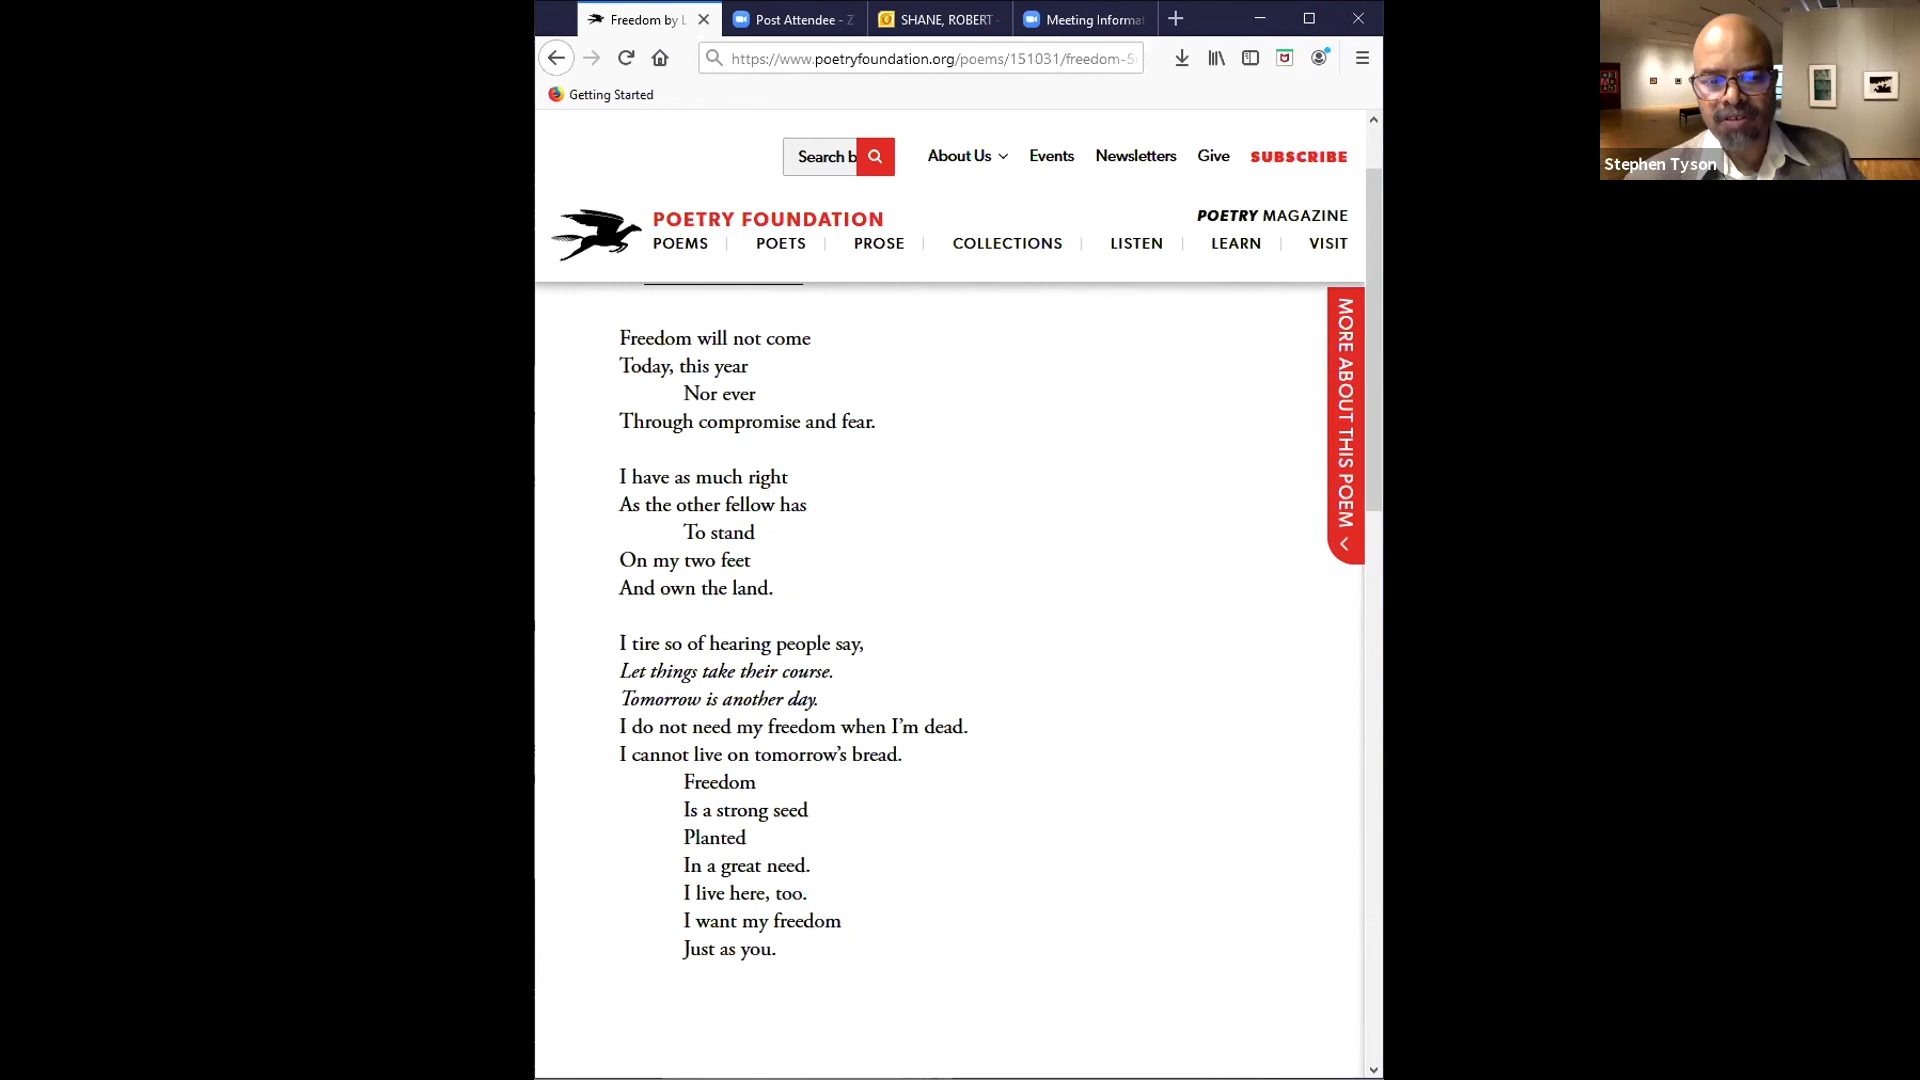 Freedom by L
Post Attendee - Z
SHANE, ROBERT -
Meeting Informat
https://www.poetryfoundation.org/poems/151031/freedom-5
Getting Started
Search b
About Us
Events
Newsletters
Give
SUBSCRIBE
POETRY FOUNDATION
POETRY MAGAZINE
POEMS
POETS
PROSE
COLLECTIONS
LISTEN
LEARN
VISIT
MORE ABOUT THIS POEM
Freedom will not come
Today, this year
Nor ever
Through compromise and fear.
I have as much right
As the other fellow has
To stand
On my two feet
And own the land.
I tire so of hearing people say,
Let things take their course.
Tomorrow is another day.
I do not need my freedom when I’m dead.
I cannot live on tomorrow’s bread.
Freedom
Is a strong seed
Planted
In a great need.
I live here, too.
I want my freedom
Just as you.
Stephen Tyson